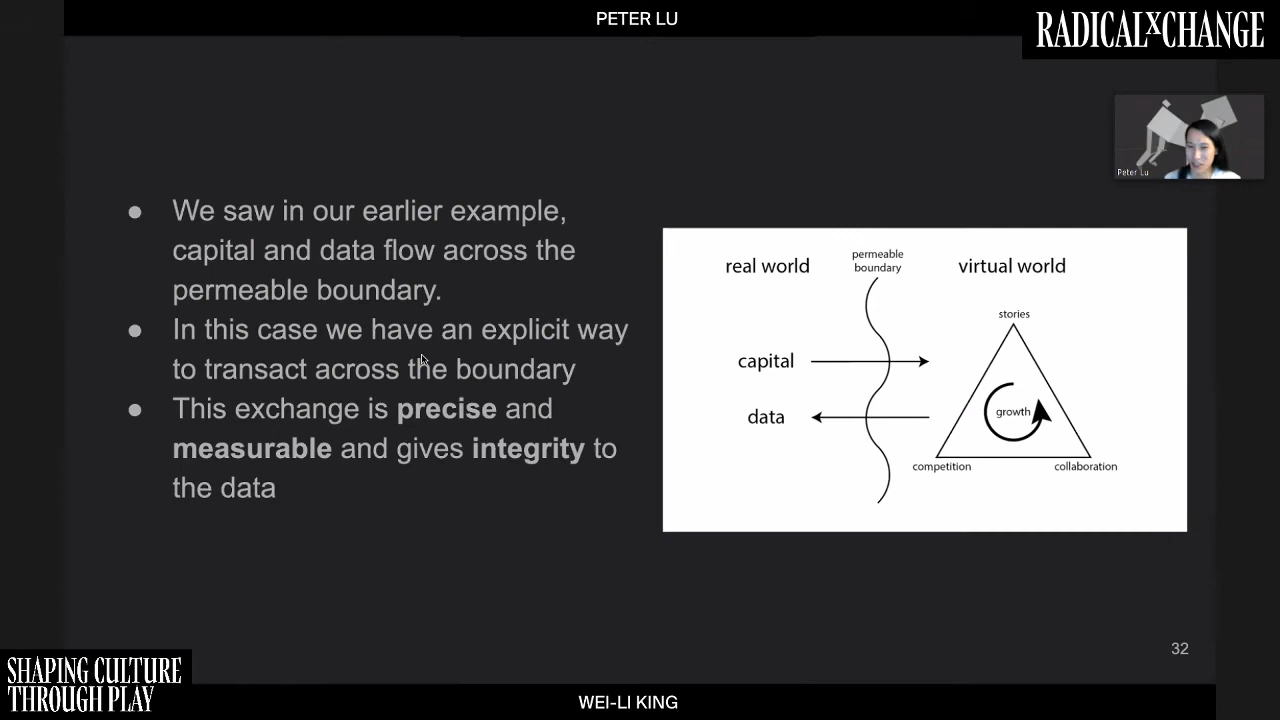 PETER LU
RADICALXCHANGE
Peter Lu
● We saw in our earlier example,
capital and data flow across the
permeable boundary.
● In this case we have an explicit way
to transact across the boundary
● This exchange is precise and
measurable and gives integrity to
the data
real world
permeable
boundary
virtual world
stories
capital
data
growth
competition
collaboration
32
SHAPING CULTURE
THROUGH PLAY
WEI-LI KING